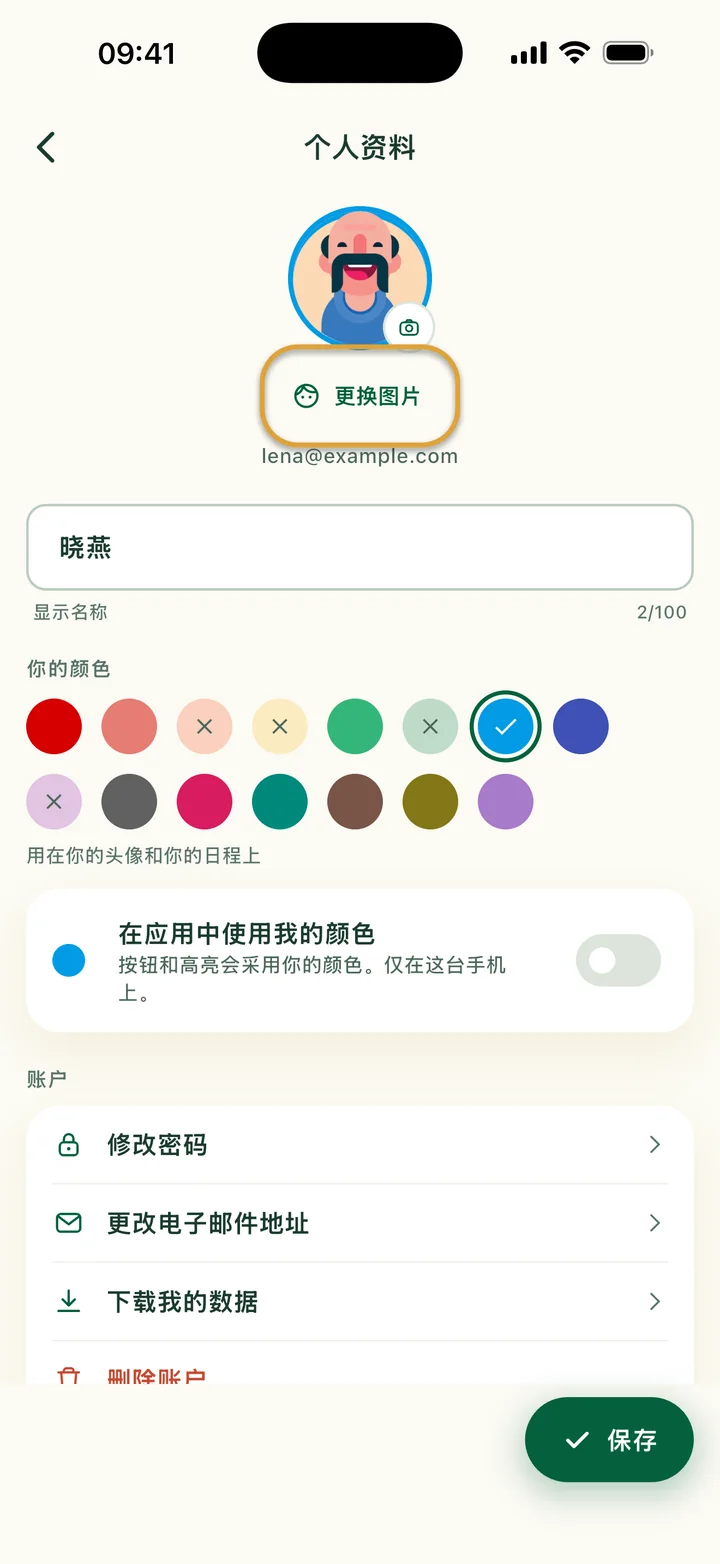 09:41
个人资料
更换图片
lena@example.com
晓燕
显示名称
2/100
你的颜色
用在你的头像和你的日程上
在应用中使用我的颜色
按钮和高亮会采用你的颜色。仅在这台手机
上。
账户
修改密码
更改电子邮件地址
下载我的数据
删除账户
保存